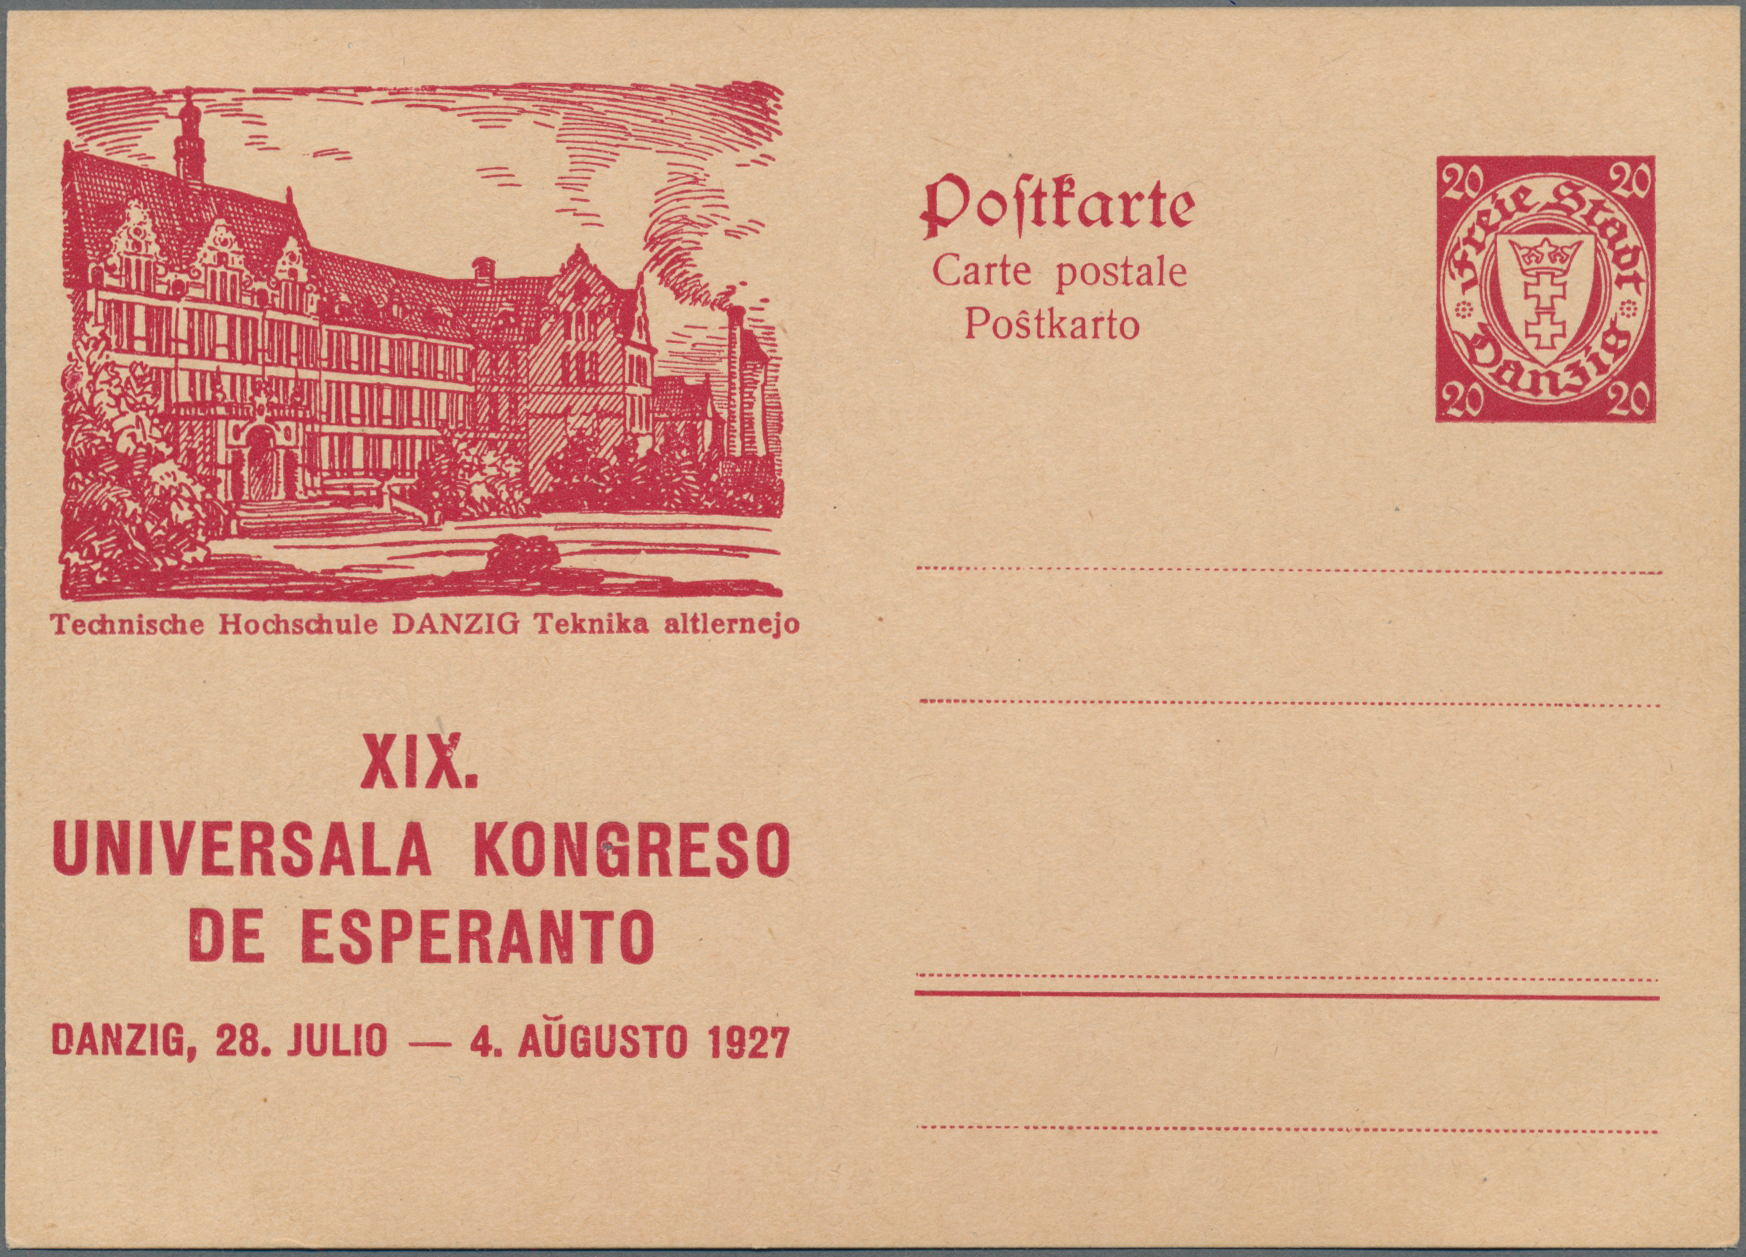 Technische Hochschule DANZIG Teknika altlernejo
XIX.
UNIVERSALA KONGRESO
DE ESPERANTO
DANZIG, 28. JULIO — 4. AŬGUSTO 1927
Poſtkarte
Carte postale
Poŝtkarto
20 20
Freie Stadt
Danzig
20 20